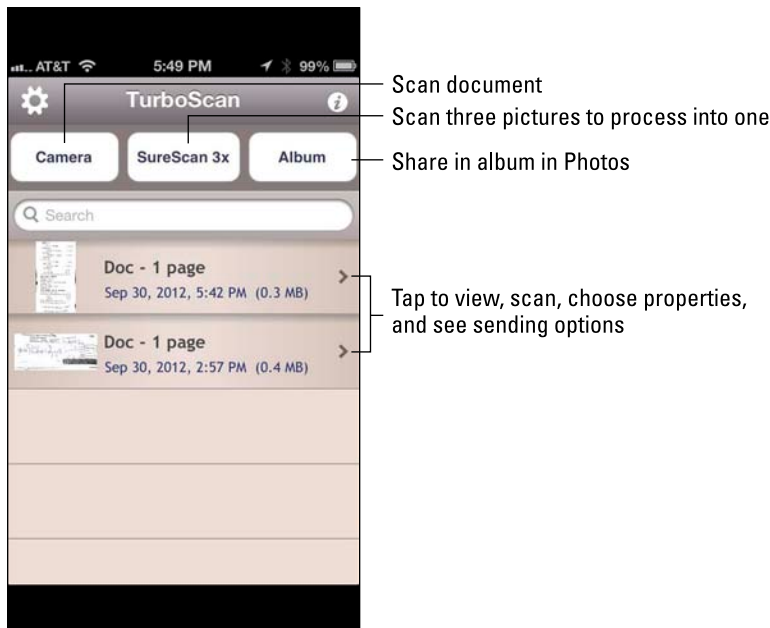 AT&T 5:49 PM 99%
TurboScan
Camera SureScan 3x Album
Search
Doc - 1 page
Sep 30, 2012, 5:42 PM (0.3 MB)
Doc - 1 page
Sep 30, 2012, 2:57 PM (0.4 MB)
Scan document
Scan three pictures to process into one
Share in album in Photos
Tap to view, scan, choose properties,
and see sending options